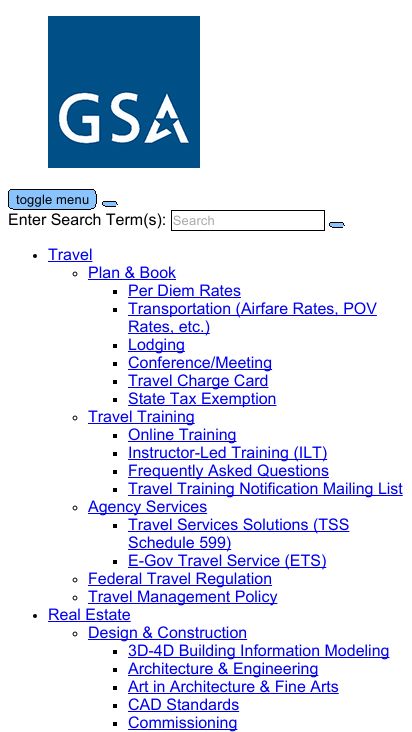 GSA
toggle menu
Enter Search Term(s): Search
Travel
Plan & Book
Per Diem Rates
Transportation (Airfare Rates, POV
Rates, etc.)
Lodging
Conference/Meeting
Travel Charge Card
State Tax Exemption
Travel Training
Online Training
Instructor-Led Training (ILT)
Frequently Asked Questions
Travel Training Notification Mailing List
Agency Services
Travel Services Solutions (TSS
Schedule 599)
E-Gov Travel Service (ETS)
Federal Travel Regulation
Travel Management Policy
Real Estate
Design & Construction
3D-4D Building Information Modeling
Architecture & Engineering
Art in Architecture & Fine Arts
CAD Standards
Commissioning